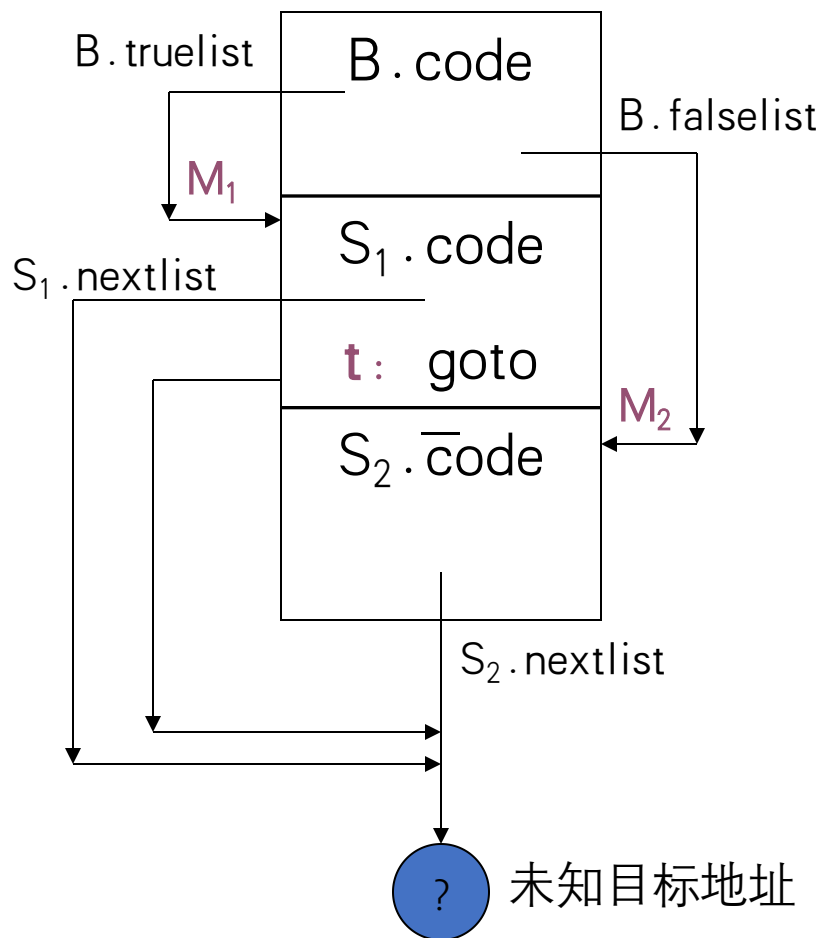 B.code
B.truelist
B.falselist
M₁
S₁.code
S₁.nextlist
t: goto _
M₂
S₂.code
S₂.nextlist
? 未知目标地址